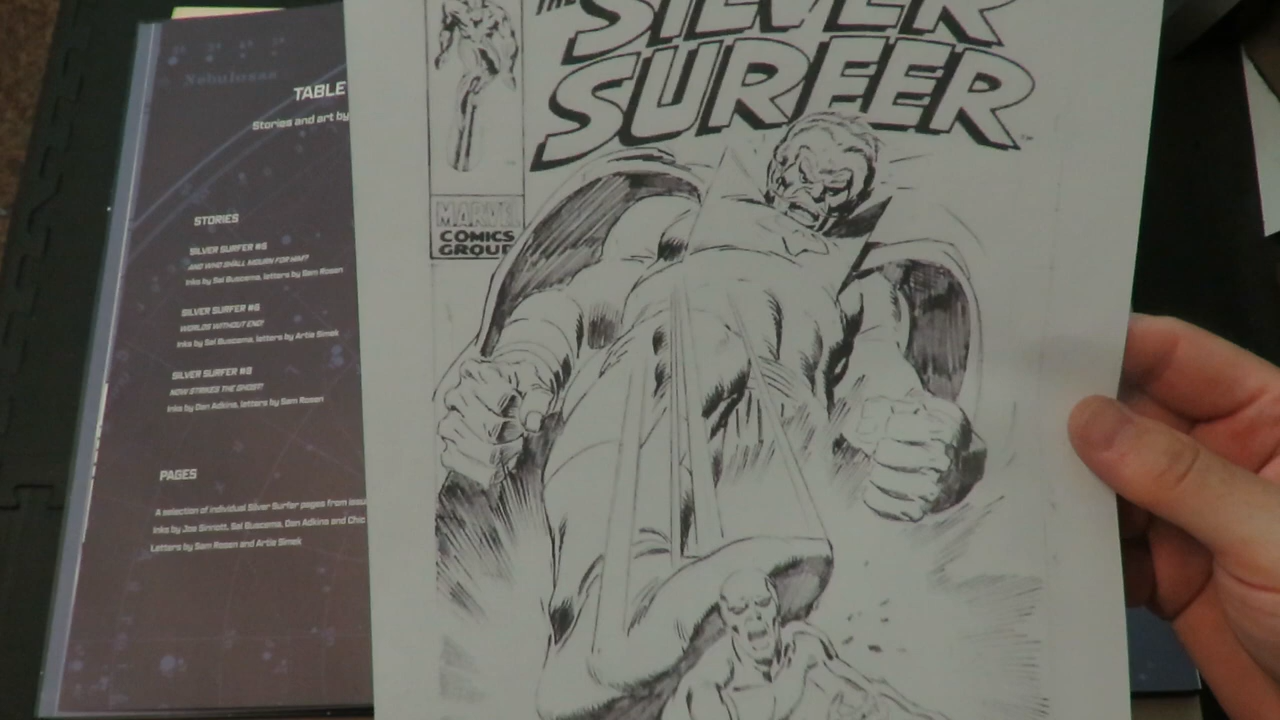 Nebulosas
TABLE
Stories and art by
STORIES
SILVER SURFER #5
AND WHO SHALL MOURN FOR HIM?
Inks by Sal Buscema, letters by Sam Rosen
SILVER SURFER #6
WORLDS WITHOUT END!
Inks by Sal Buscema, letters by Artie Simek
SILVER SURFER #8
NOW STRIKES THE GHOST!
Inks by Dan Adkins, letters by Sam Rosen
PAGES
A selection of individual Silver Surfer pages from
Inks by Joe Sinnott, Sal Buscema, Dan Adkins and Chic
Letters by Sam Rosen and Artie Simek
THE
SILVER
SURFER
MARVEL
COMICS
GROUP